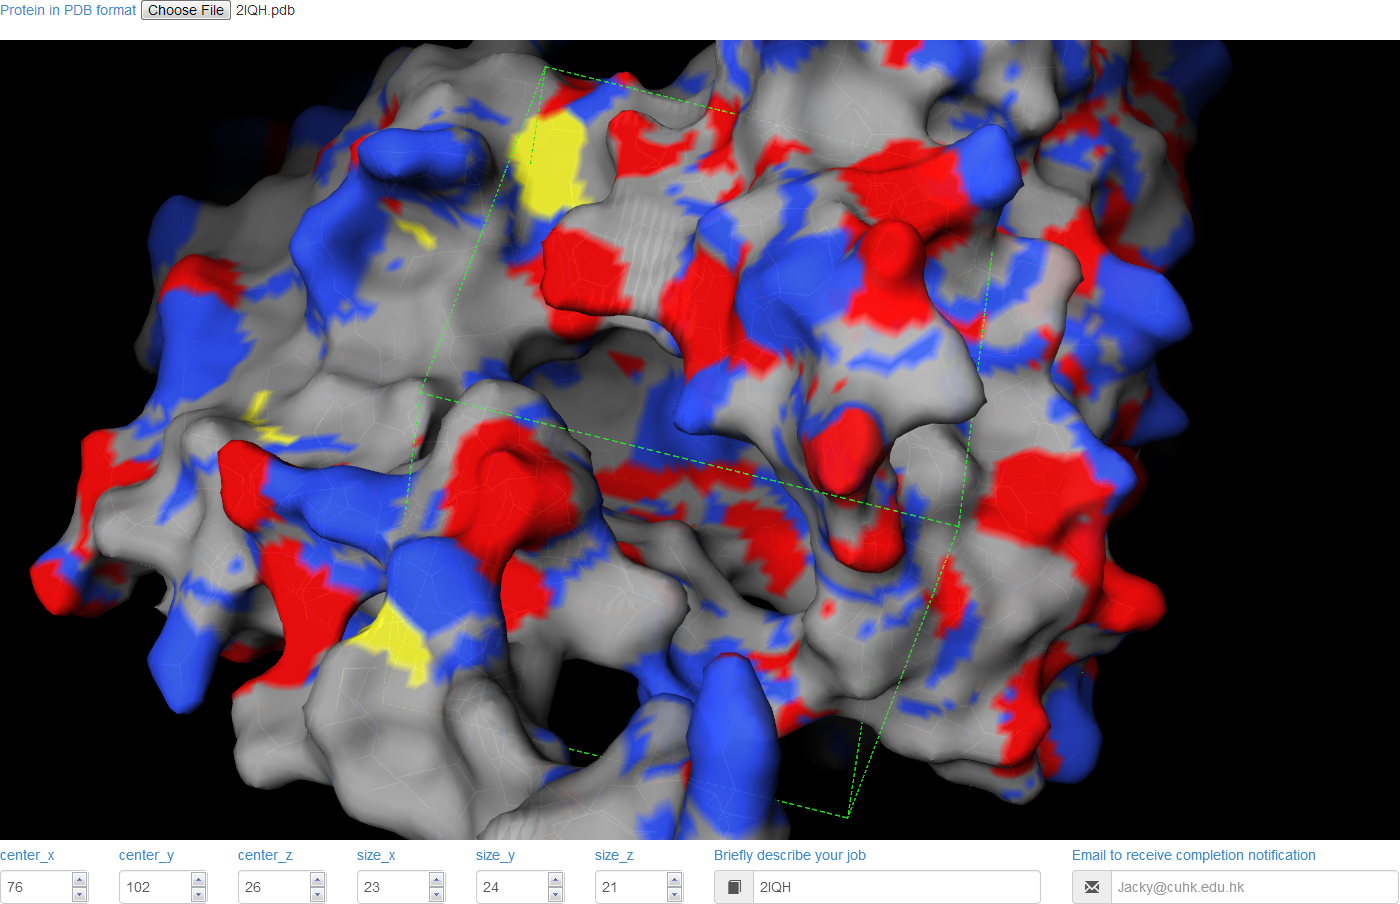 Protein in PDB format Choose File 2IQH.pdb
center_x center_y center_z size_x size_y size_z Briefly describe your job Email to receive completion notification
76 102 26 23 24 21 2IQH Jacky@cuhk.edu.hk